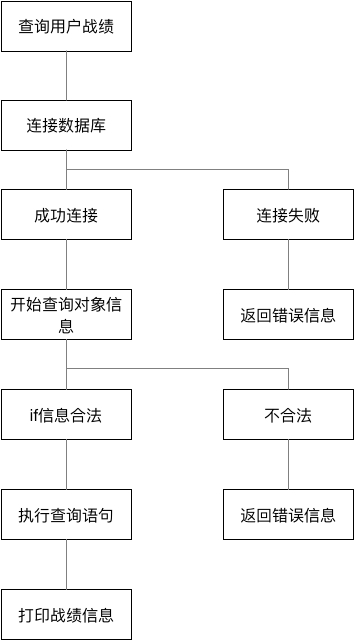 查询用户战绩
连接数据库
成功连接
连接失败
开始查询对象信
息
返回错误信息
if信息合法
不合法
执行查询语句
返回错误信息
打印战绩信息